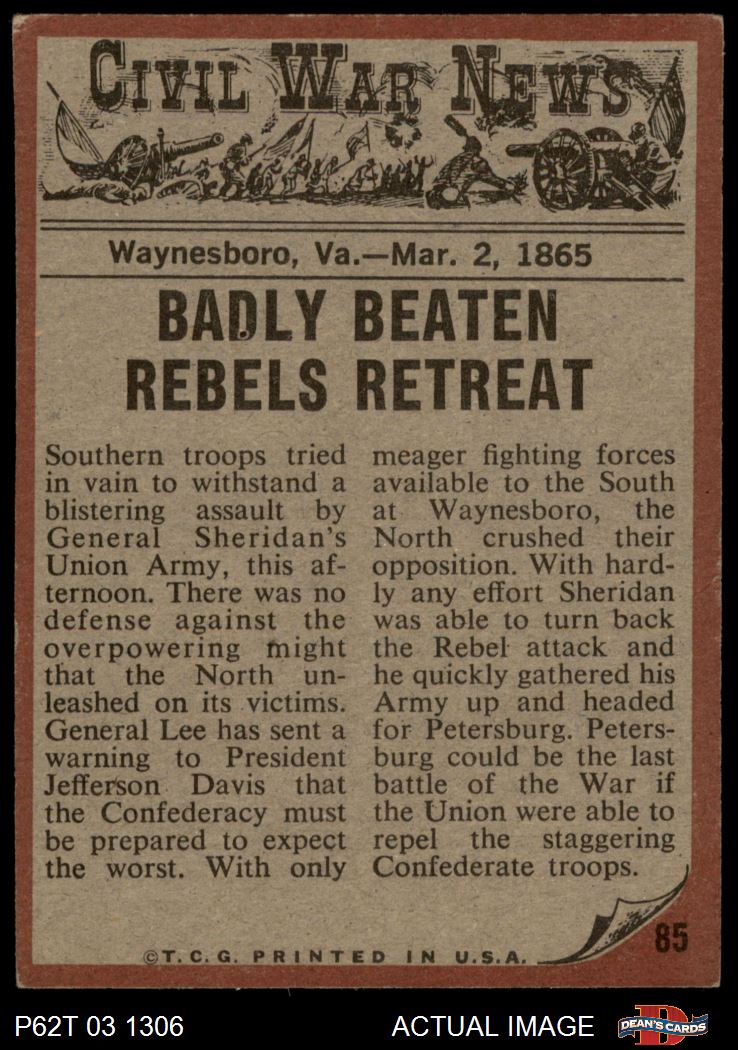 CIVIL WAR NEWS
Waynesboro, Va.—Mar. 2, 1865
BADLY BEATEN
REBELS RETREAT
Southern troops tried
in vain to withstand a
blistering assault by
General Sheridan's
Union Army, this af-
ternoon. There was no
defense against the
overpowering might
that the North un-
leashed on its victims.
General Lee has sent a
warning to President
Jefferson Davis that
the Confederacy must
be prepared to expect
the worst. With only
meager fighting forces
available to the South
at Waynesboro, the
North crushed their
opposition. With hard-
ly any effort Sheridan
was able to turn back
the Rebel attack and
he quickly gathered his
Army up and headed
for Petersburg. Peters-
burg could be the last
battle of the War if
the Union were able to
repel the staggering
Confederate troops.
85
©T.C.G. PRINTED IN U.S.A.
P62T 03 1306
ACTUAL IMAGE
D
DEAN'S CARDS